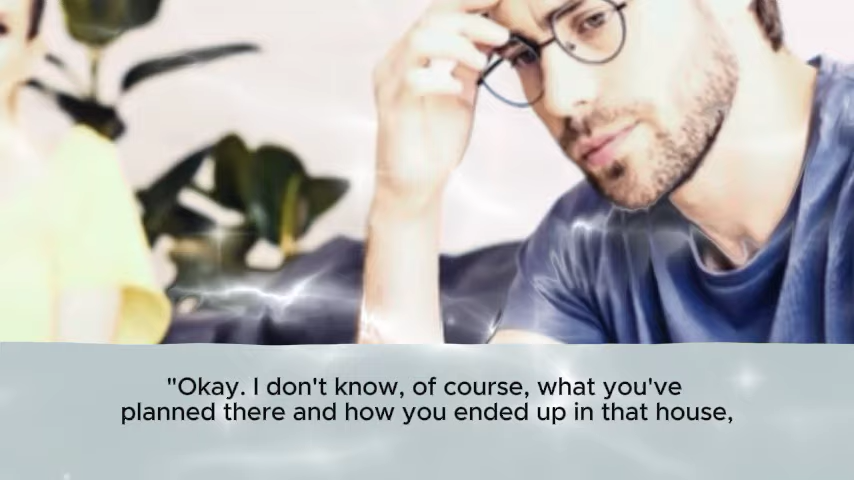 "Okay. I don't know, of course, what you've
planned there and how you ended up in that house,